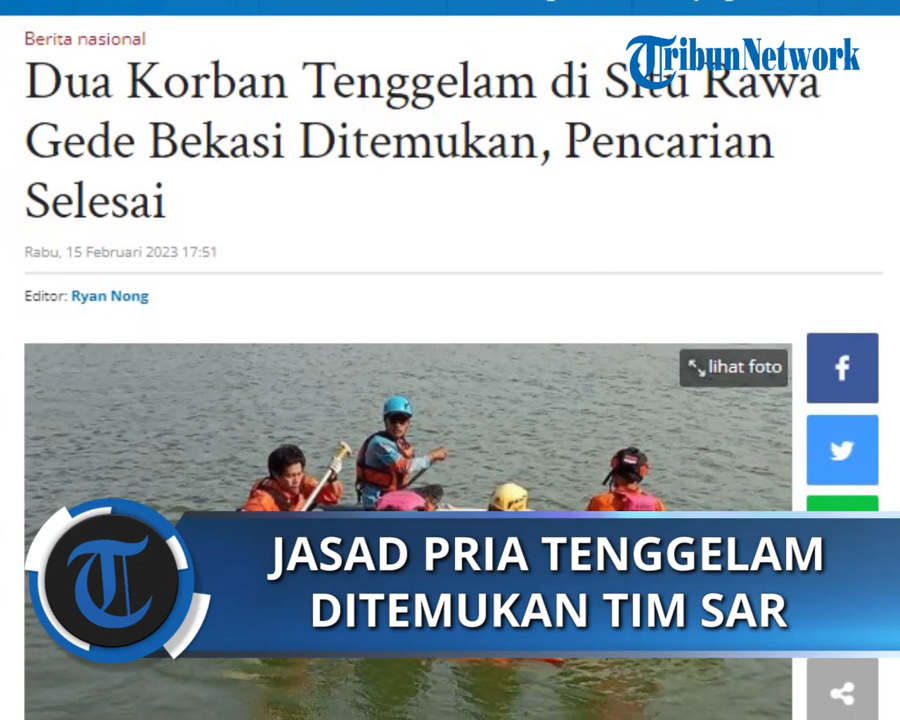 Berita nasional
TribunNetwork
Dua Korban Tenggelam di Situ Rawa
Gede Bekasi Ditemukan, Pencarian
Selesai
Rabu, 15 Februari 2023 17:51
Editor: Ryan Nong
lihat foto
JASAD PRIA TENGGELAM
DITEMUKAN TIM SAR